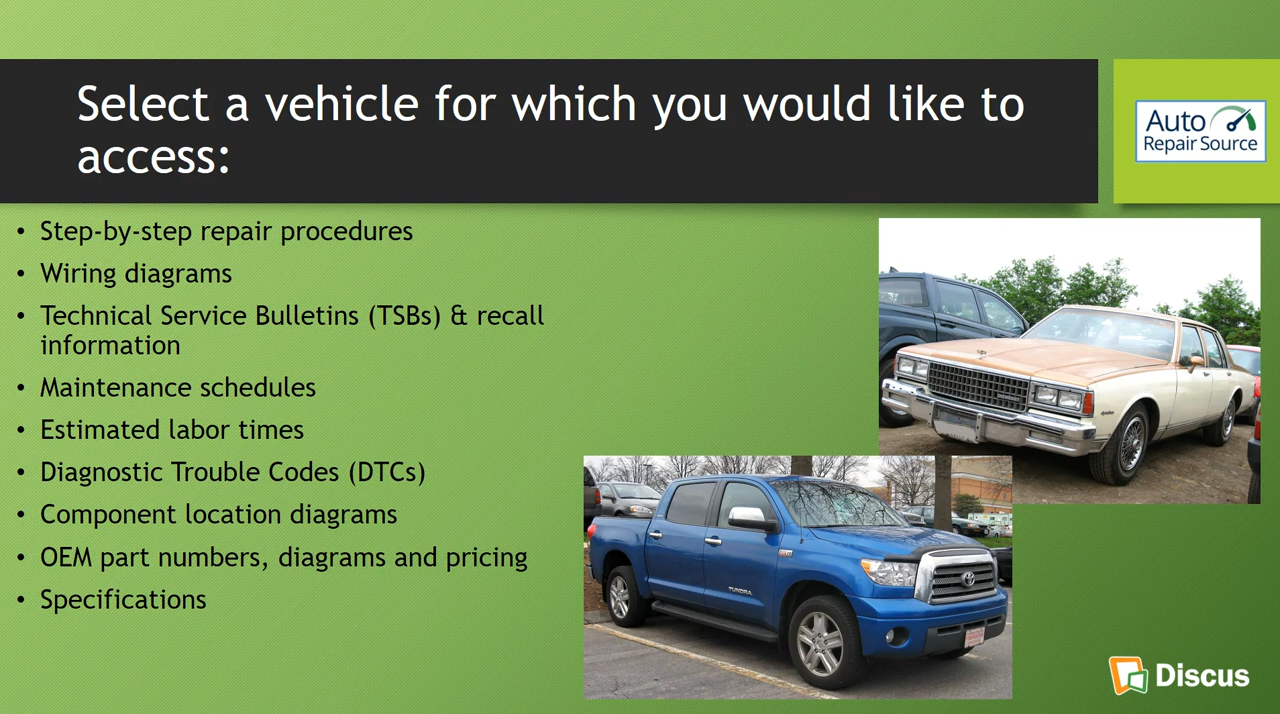 Select a vehicle for which you would like to
access:
Auto
Repair Source
• Step-by-step repair procedures
• Wiring diagrams
• Technical Service Bulletins (TSBs) & recall
information
• Maintenance schedules
• Estimated labor times
• Diagnostic Trouble Codes (DTCs)
• Component location diagrams
• OEM part numbers, diagrams and pricing
• Specifications
TUNDRA
Discus